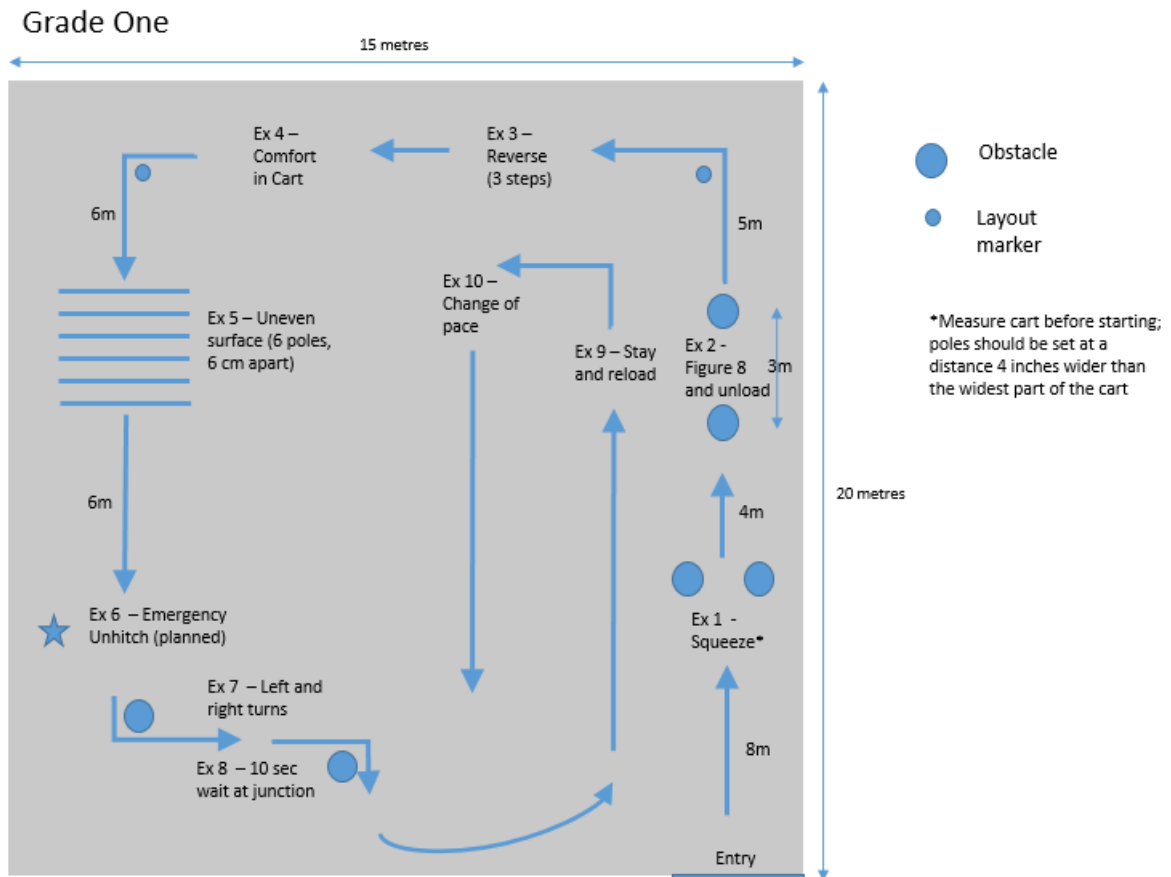 Grade One
15 metres
Ex 4 –
Comfort
in Cart
Ex 3 –
Reverse
(3 steps)
Obstacle
Layout
marker
6m
5m
Ex 10 –
Change of
pace
Ex 5 – Uneven
surface (6 poles,
6 cm apart)
Ex 9 – Stay
and reload
Ex 2 -
Figure 8
and unload
3m
*Measure cart before starting;
poles should be set at a
distance 4 inches wider than
the widest part of the cart
6m
4m
20 metres
Ex 6 – Emergency
Unhitch (planned)
Ex 1 -
Squeeze*
Ex 7 – Left and
right turns
Ex 8 – 10 sec
wait at junction
8m
Entry